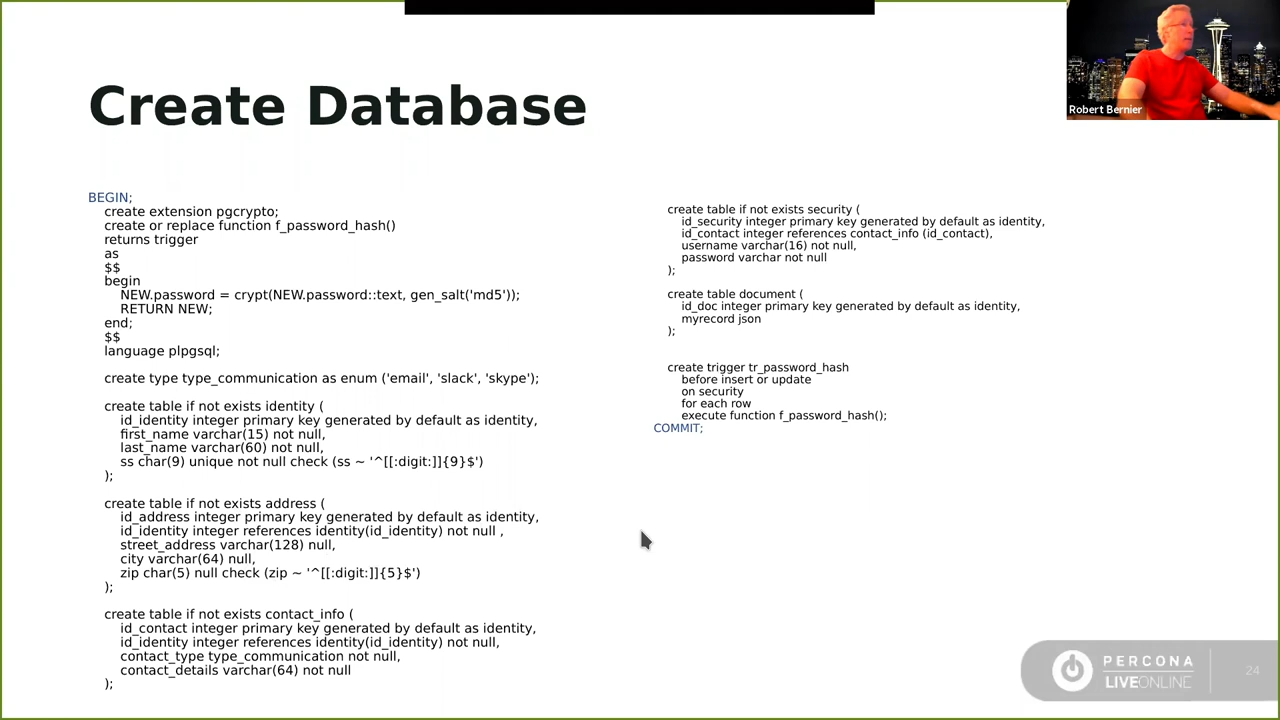 Robert Bernier
Create Database
BEGIN;
create extension pgcrypto;
create or replace function f_password_hash()
returns trigger
as
$$
begin
NEW.password = crypt(NEW.password::text, gen_salt('md5'));
RETURN NEW;
end;
$$
language plpgsql;
create type type_communication as enum ('email', 'slack', 'skype');
create table if not exists identity (
id_identity integer primary key generated by default as identity,
first_name varchar(15) not null,
last_name varchar(60) not null,
ss char(9) unique not null check (ss ~ '^[[:digit:]]{9}$')
);
create table if not exists address (
id_address integer primary key generated by default as identity,
id_identity integer references identity(id_identity) not null ,
street_address varchar(128) null,
city varchar(64) null,
zip char(5) null check (zip ~ '^[[:digit:]]{5}$')
);
create table if not exists contact_info (
id_contact integer primary key generated by default as identity,
id_identity integer references identity(id_identity) not null,
contact_type type_communication not null,
contact_details varchar(64) not null
);
create table if not exists security (
id_security integer primary key generated by default as identity,
id_contact integer references contact_info (id_contact),
username varchar(16) not null,
password varchar not null
);
create table document (
id_doc integer primary key generated by default as identity,
myrecord json
);
create trigger tr_password_hash
before insert or update
on security
for each row
execute function f_password_hash();
COMMIT;
PERCONA
LIVEONLINE
24